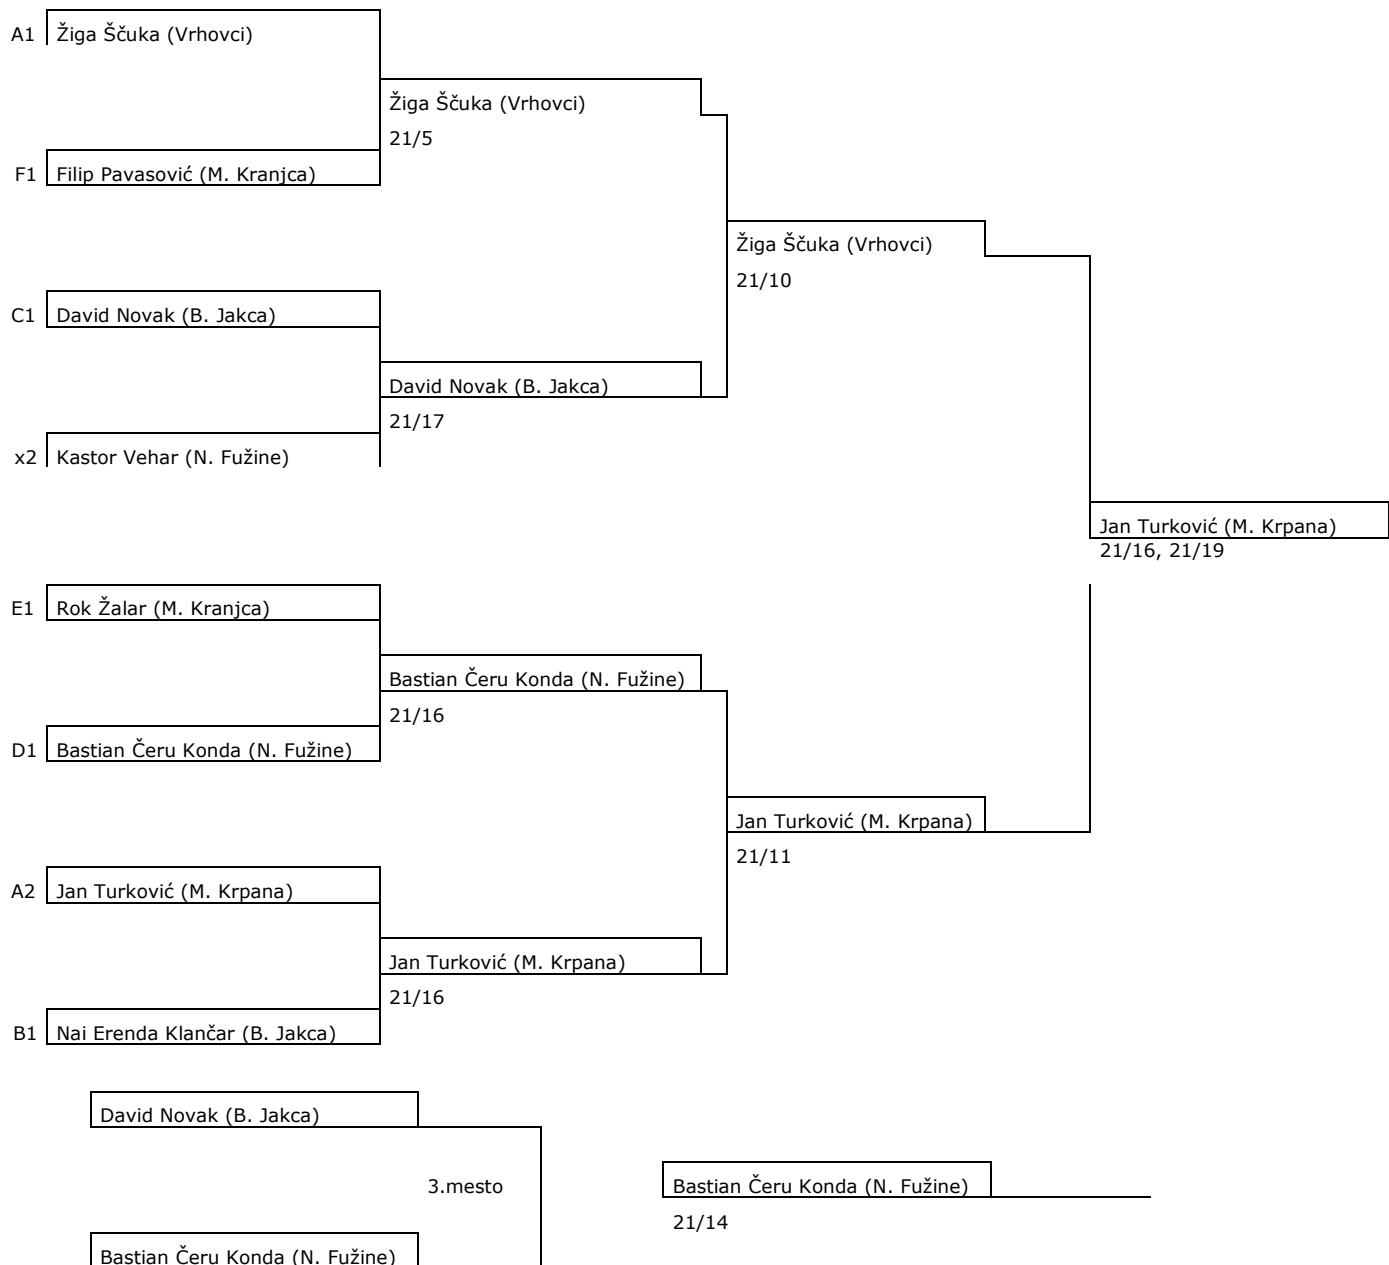 A1 Žiga Ščuka (Vrhovci)
Žiga Ščuka (Vrhovci)
21/5
F1 Filip Pavasović (M. Kranjca)
Žiga Ščuka (Vrhovci)
21/10
C1 David Novak (B. Jakca)
David Novak (B. Jakca)
21/17
x2 Kastor Vehar (N. Fužine)
Jan Turković (M. Krpana)
21/16, 21/19
E1 Rok Žalar (M. Kranjca)
Bastian Čeru Konda (N. Fužine)
21/16
D1 Bastian Čeru Konda (N. Fužine)
Jan Turković (M. Krpana)
21/11
A2 Jan Turković (M. Krpana)
Jan Turković (M. Krpana)
21/16
B1 Nai Erenda Klančar (B. Jakca)
David Novak (B. Jakca)
3.mesto
Bastian Čeru Konda (N. Fužine)
21/14
Bastian Čeru Konda (N. Fužine)